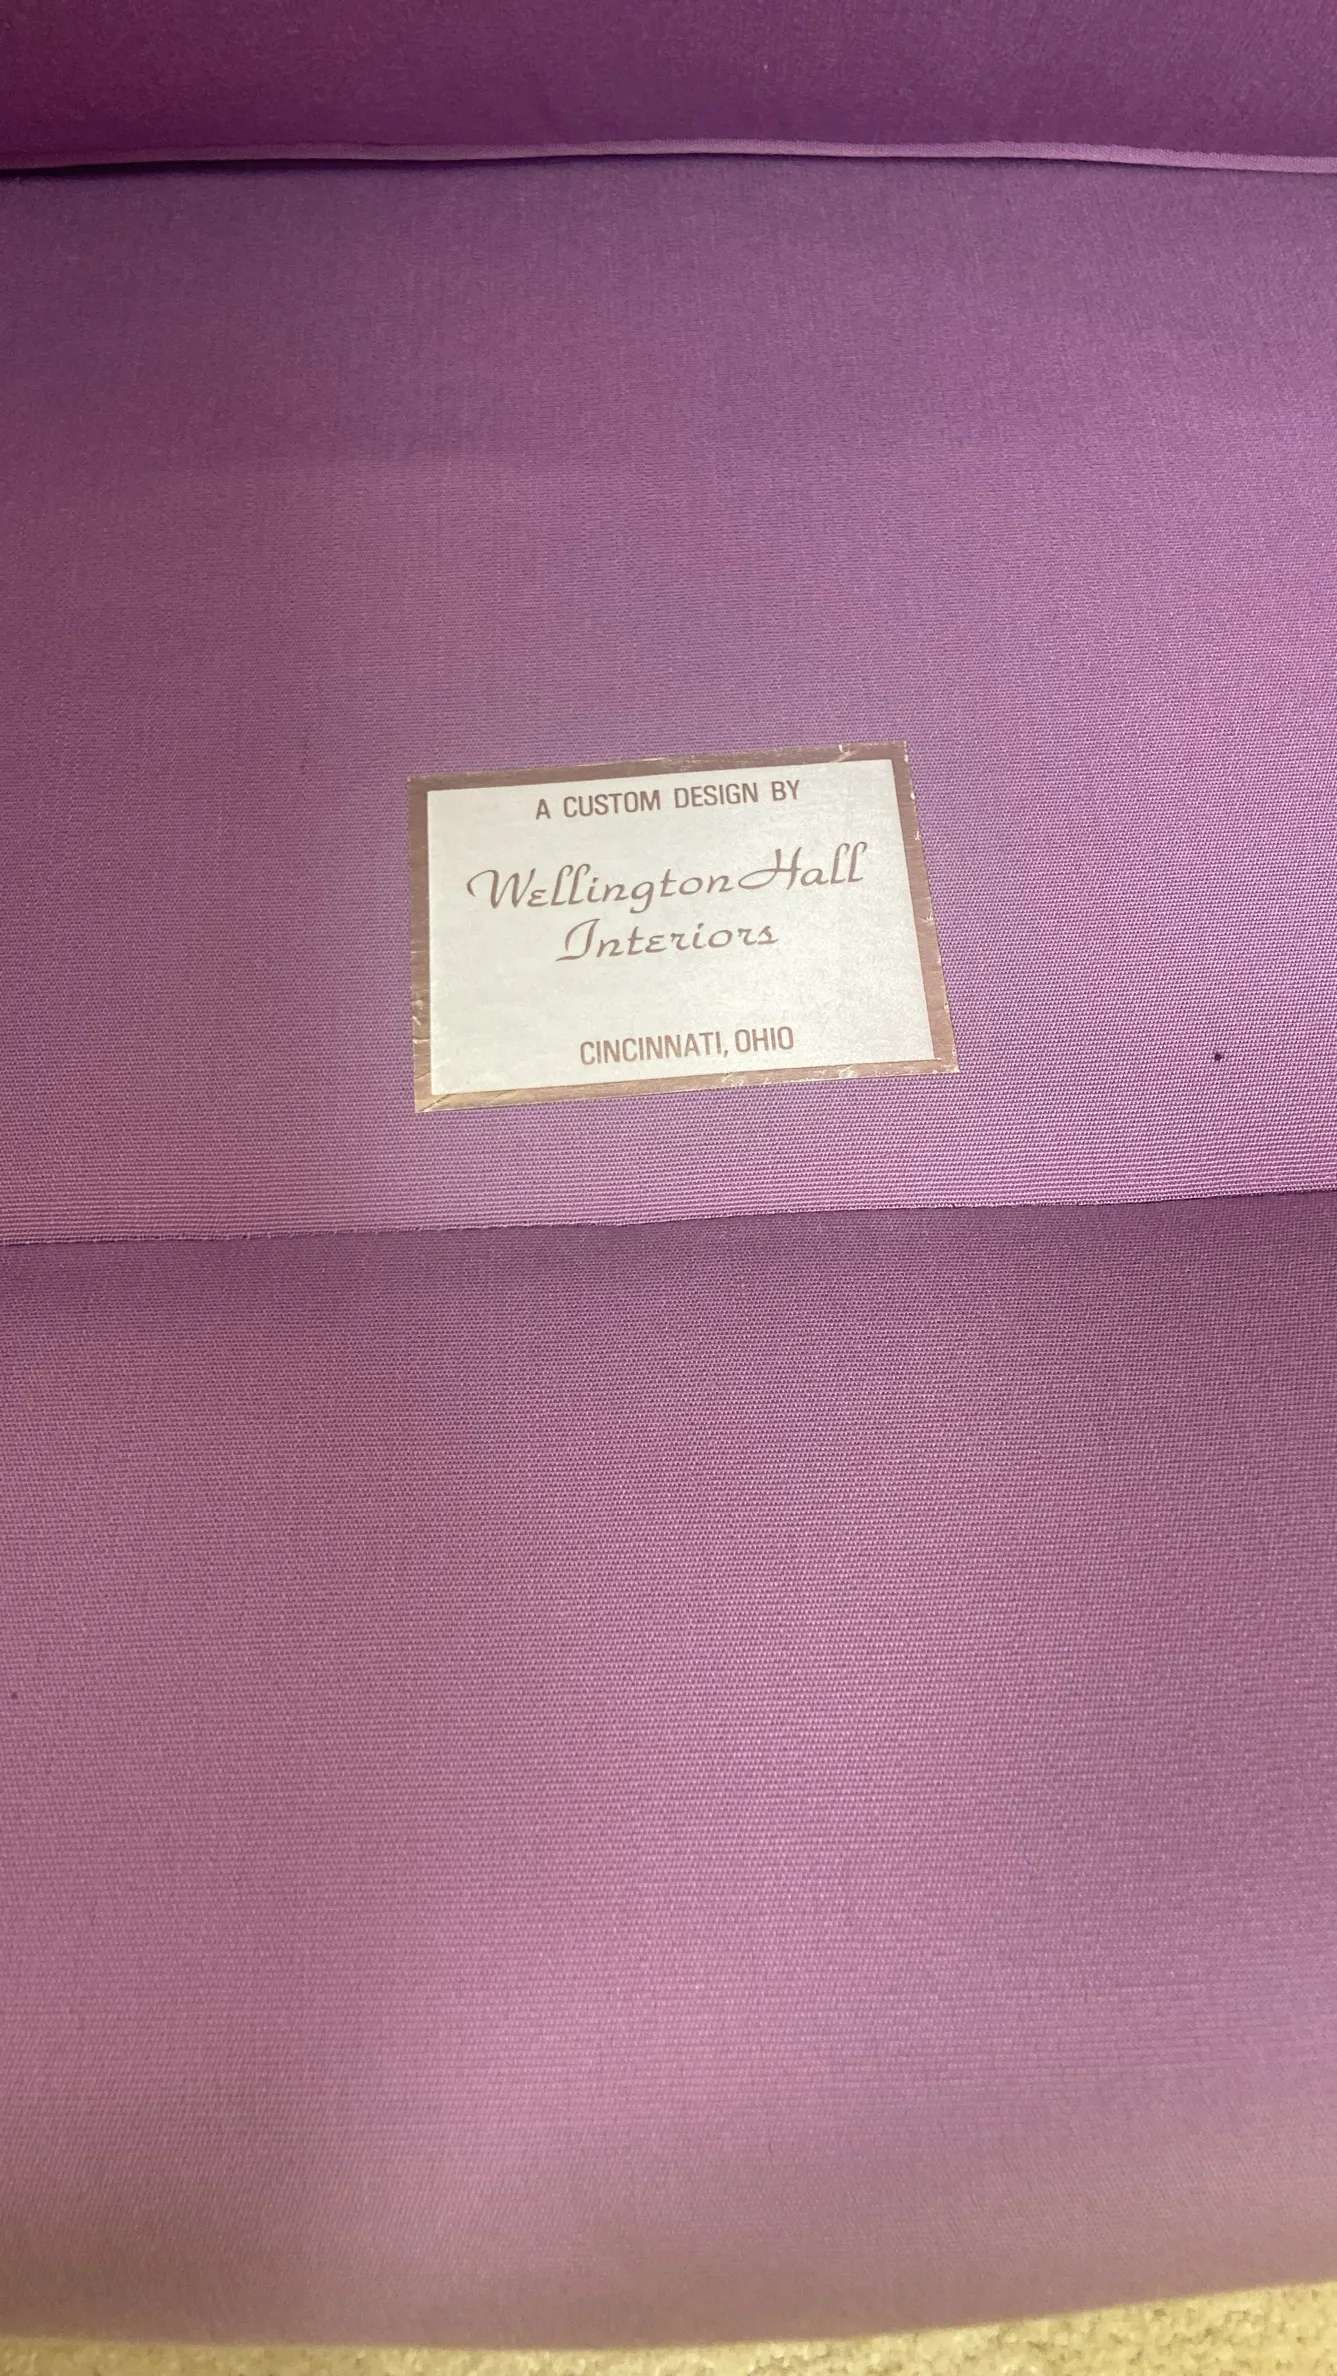 A CUSTOM DESIGN BY
Wellington Hall
Interiors
CINCINNATI, OHIO